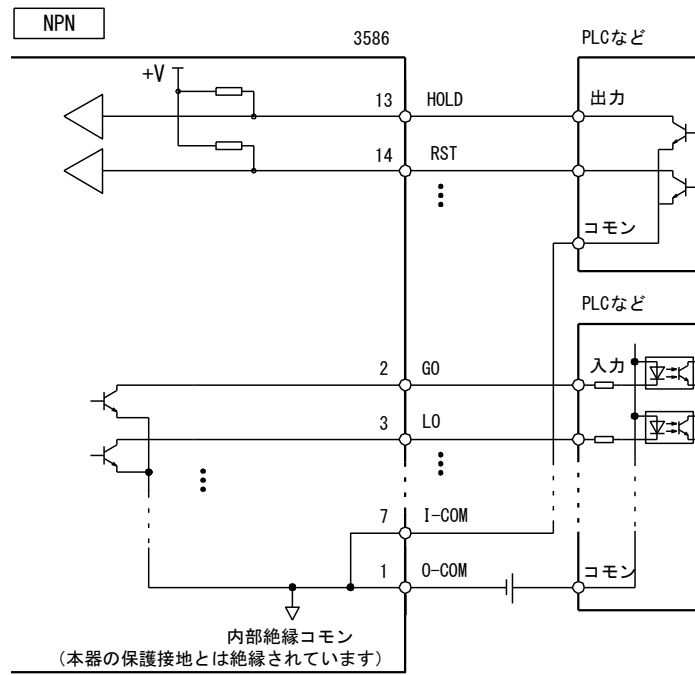 NPN
3586
PLCなど
+V
13 HOLD
出力
14 RST
コモン
PLCなど
2 GO
入力
3 LO
7 I-COM
1 O-COM
コモン
内部絶縁コモン
(本器の保護接地とは絶縁されています)